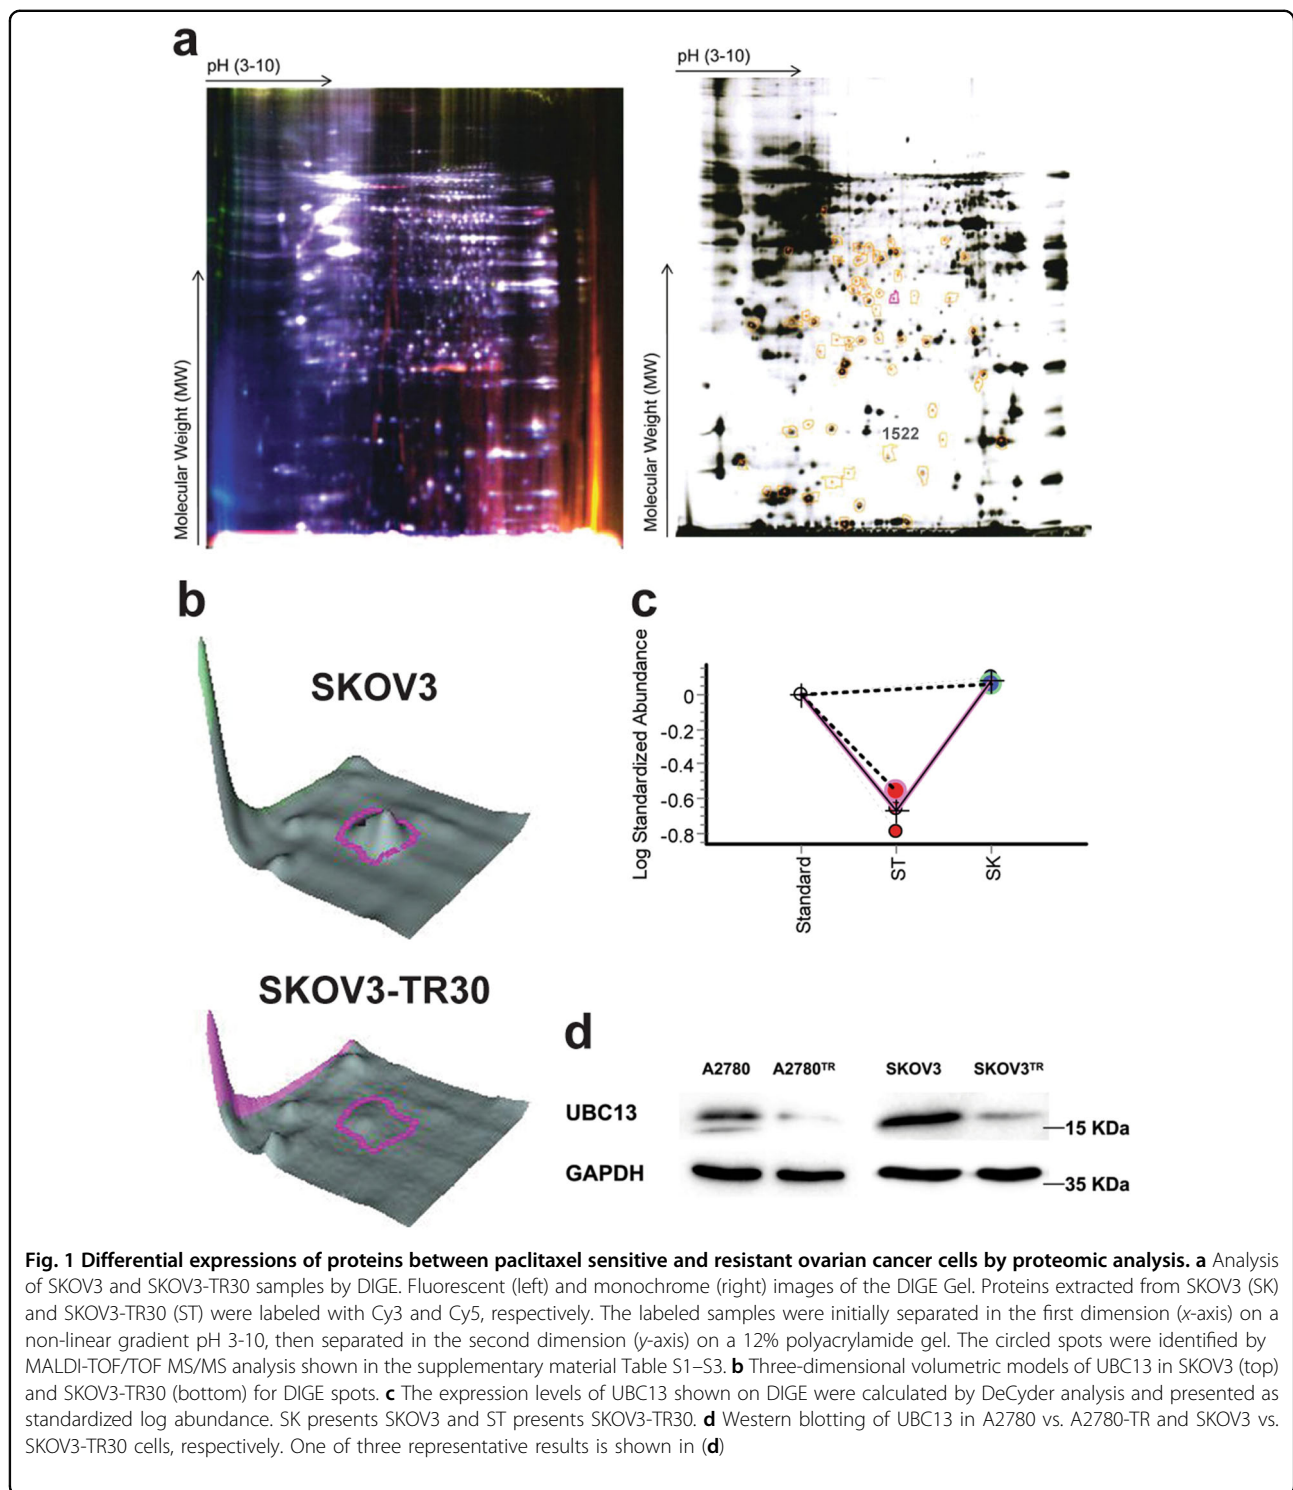 a
pH (3-10)
pH (3-10)
Molecular Weight (MW)
Molecular Weight (MW)
1522
b
SKOV3
SKOV3-TR30
c
Log Standardized Abundance
0
-0.2
-0.4
-0.6
-0.8
Standard
ST
SK
d
A2780 A2780TR SKOV3 SKOV3TR
UBC13
15 KDa
GAPDH
35 KDa
Fig. 1 Differential expressions of proteins between paclitaxel sensitive and resistant ovarian cancer cells by proteomic analysis. a Analysis
of SKOV3 and SKOV3-TR30 samples by DIGE. Fluorescent (left) and monochrome (right) images of the DIGE Gel. Proteins extracted from SKOV3 (SK)
and SKOV3-TR30 (ST) were labeled with Cy3 and Cy5, respectively. The labeled samples were initially separated in the first dimension (x-axis) on a
non-linear gradient pH 3-10, then separated in the second dimension (y-axis) on a 12% polyacrylamide gel. The circled spots were identified by
MALDI-TOF/TOF MS/MS analysis shown in the supplementary material Table S1–S3. b Three-dimensional volumetric models of UBC13 in SKOV3 (top)
and SKOV3-TR30 (bottom) for DIGE spots. c The expression levels of UBC13 shown on DIGE were calculated by DeCyder analysis and presented as
standardized log abundance. SK presents SKOV3 and ST presents SKOV3-TR30. d Western blotting of UBC13 in A2780 vs. A2780-TR and SKOV3 vs.
SKOV3-TR30 cells, respectively. One of three representative results is shown in (d)